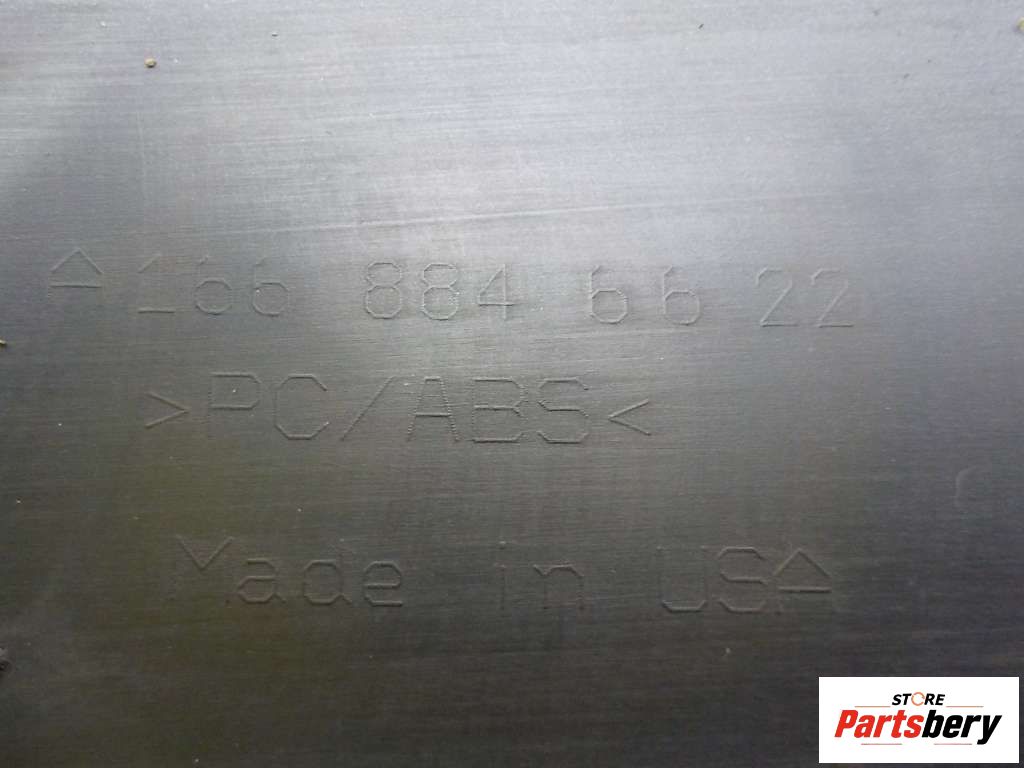 A 166 884 66 22
>PC/ABS<
Made in USA
STORE
Partsbery